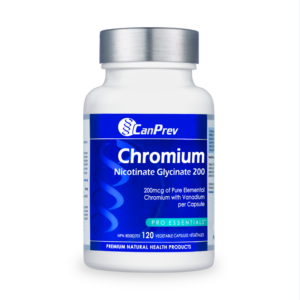 CanPrev
Chromium
Nicotinate Glycinate 200
200mcg of Pure Elemental
Chromium with Vanadium
per Capsule
PRO ESSENTIALS
120 VEGETABLE CAPSULES
PREMIUM NATURAL HEALTH PRODUCTS